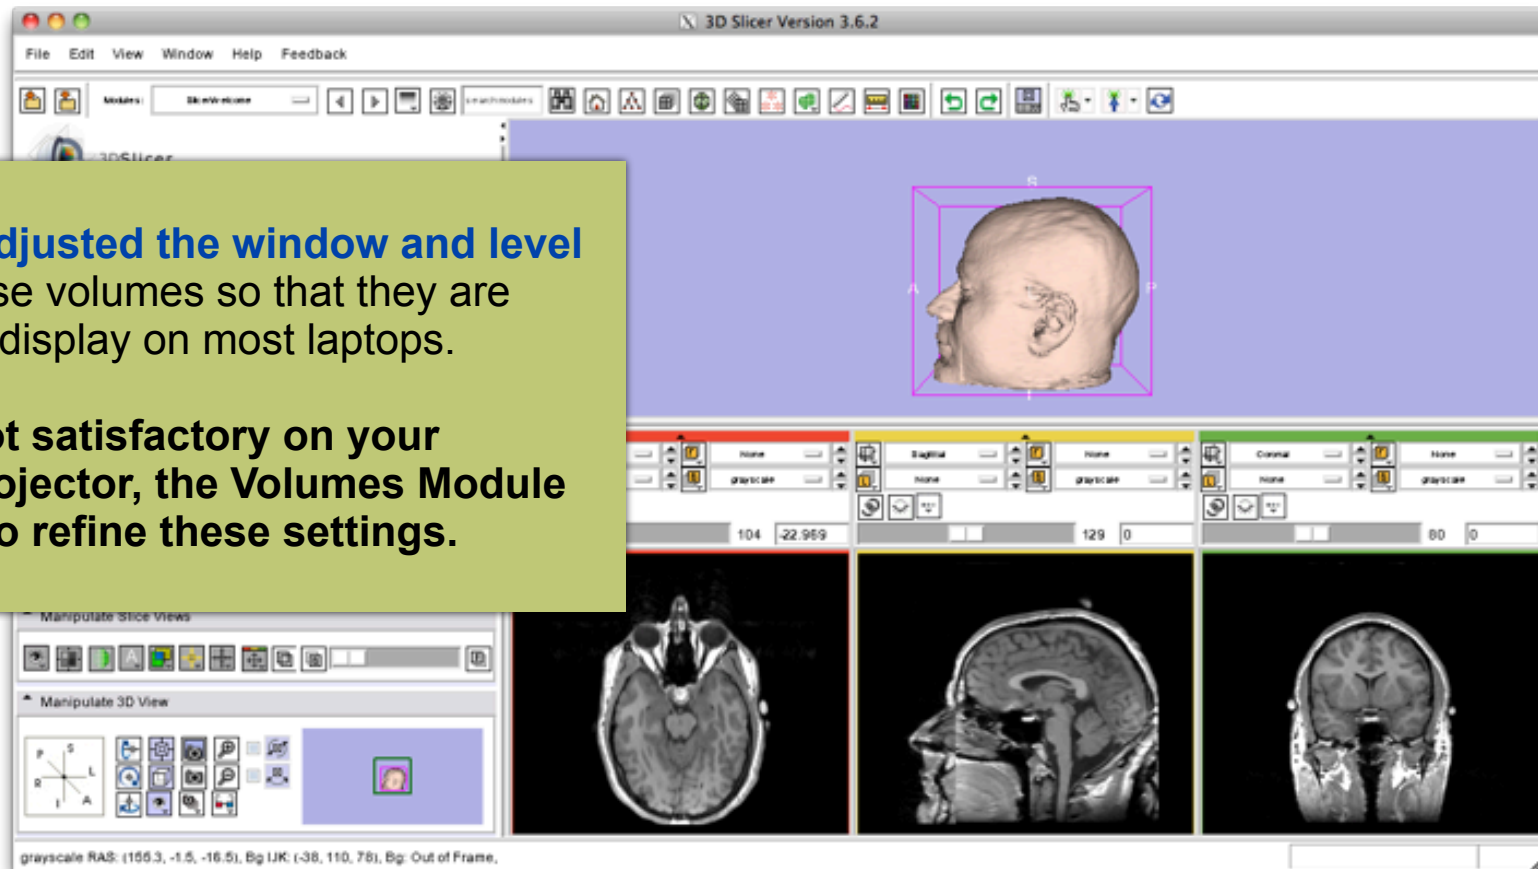 3D Slicer Version 3.6.2
File Edit View Window Help Feedback
Modules: SlicerWelcome searchmodules
3DSlicer
djusted the window and level
se volumes so that they are
display on most laptops.
ot satisfactory on your
ojector, the Volumes Module
o refine these settings.
S
A
P
I
None Sagittal None Coronal None
grayscale None grayscale None grayscale
104 -22.969 129 0 80 0
Manipulate Slice Views
Manipulate 3D View
P S
R L
I A
grayscale RAS: (155.3, -1.5, -16.5), Bg IJK: (-38, 110, 78), Bg: Out of Frame,